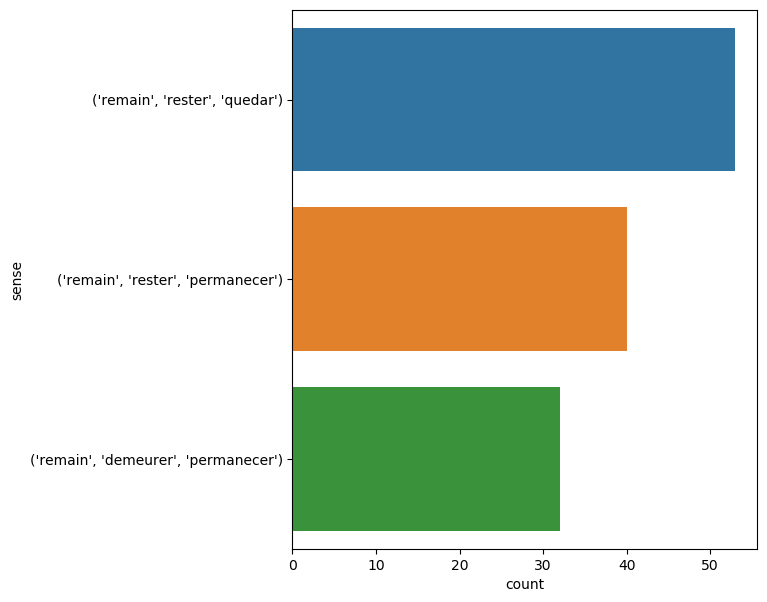 ('remain', 'rester', 'quedar')
('remain', 'rester', 'permanecer')
('remain', 'demeurer', 'permanecer')
sense
0 10 20 30 40 50
count